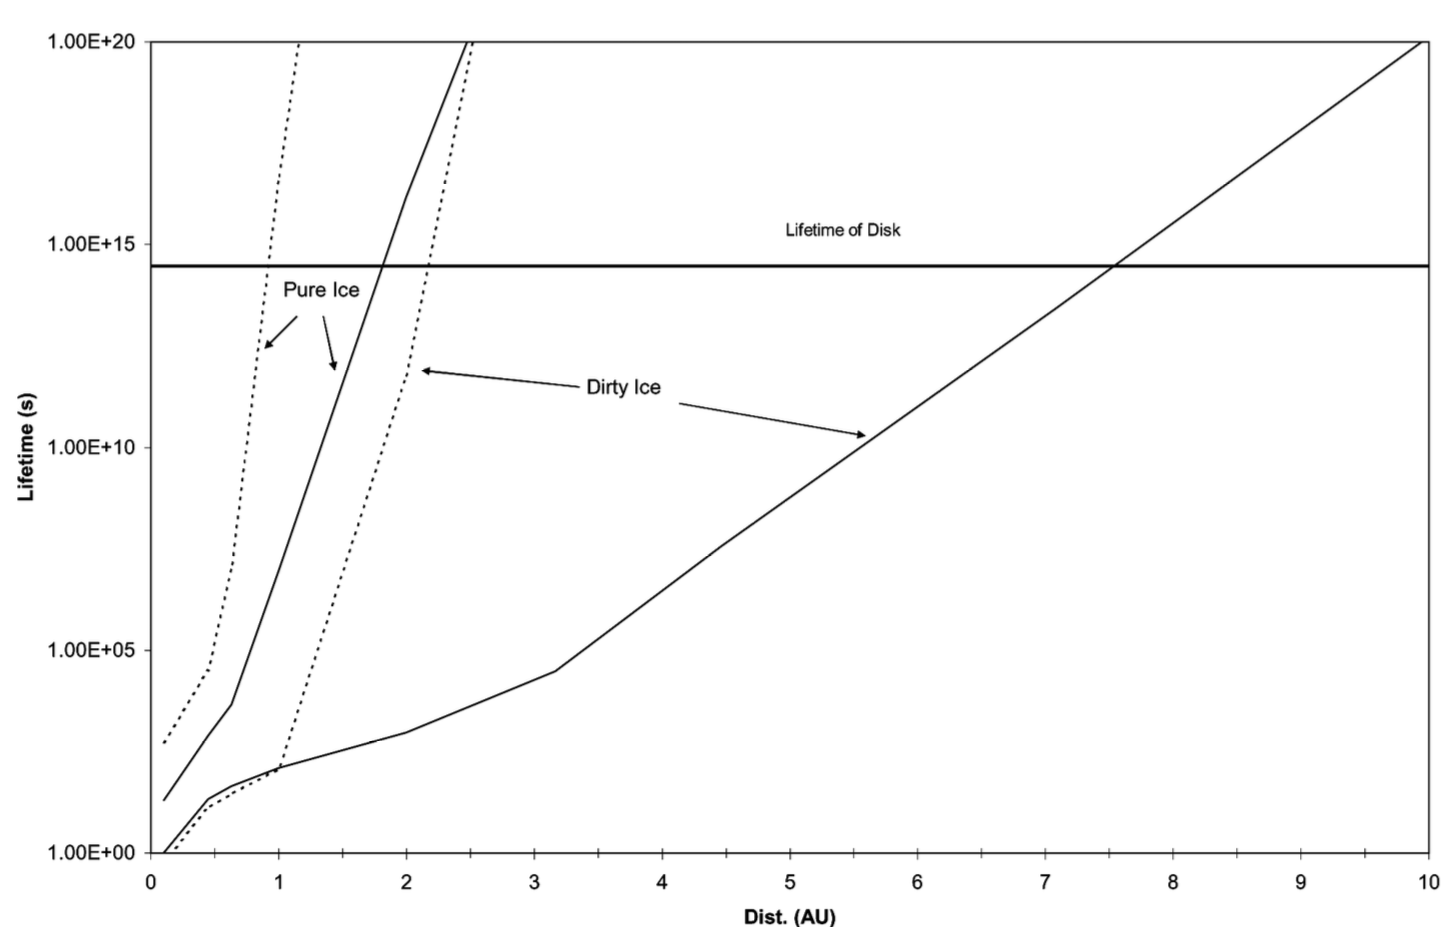 1.00E+20
1.00E+15
Lifetime of Disk
Pure Ice
Dirty Ice
1.00E+10
1.00E+05
1.00E+00
Lifetime (s)
0 1 2 3 4 5 6 7 8 9 10
Dist. (AU)